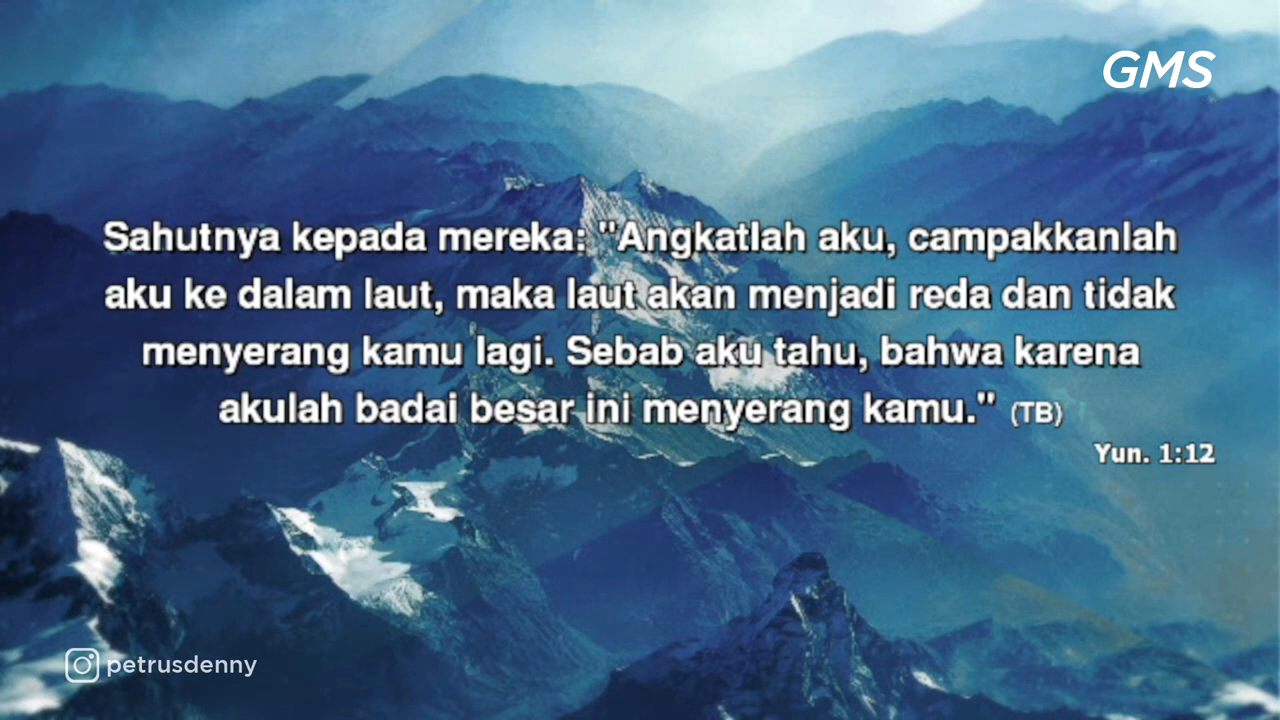 GMS
Sahutnya kepada mereka: "Angkatlah aku, campakkanlah
aku ke dalam laut, maka laut akan menjadi reda dan tidak
menyerang kamu lagi. Sebab aku tahu, bahwa karena
akulah badai besar ini menyerang kamu." (TB)
Yun. 1:12
petrusdenny